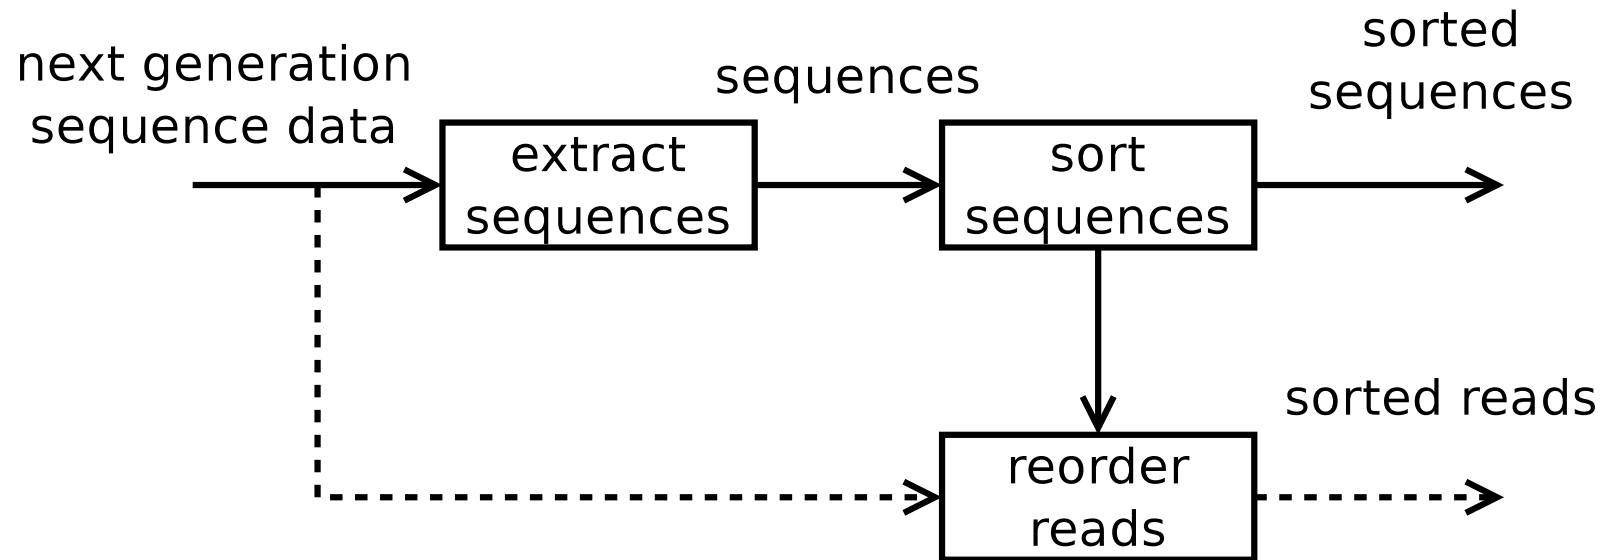 next generation
sequence data
extract
sequences
sequences
sort
sequences
sorted
sequences
reorder
reads
sorted reads